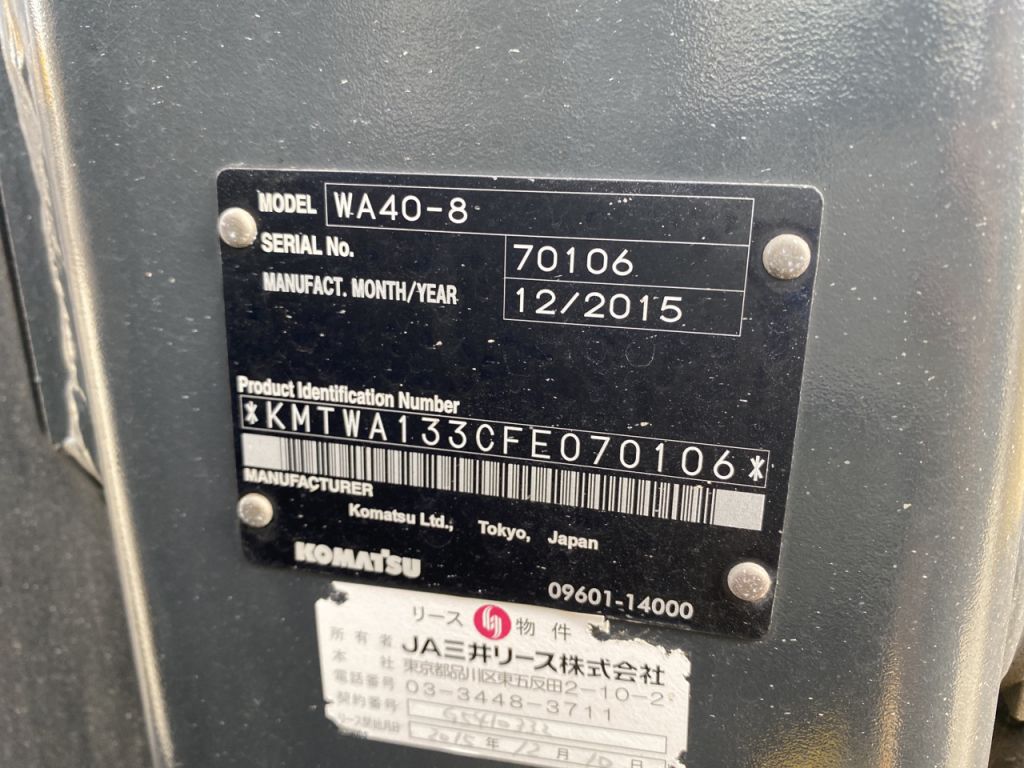 MODEL WA40-8
SERIAL No. 70106
MANUFACT. MONTH/YEAR 12/2015
Product Identification Number
*KMTWA133CFE070106*
MANUFACTURER
Komatsu Ltd., Tokyo, Japan
KOMATSU
09601-14000
リース 物件
所有者 JA三井リース株式会社
本社 東京都品川区東五反田2-10-2
電話番号 03-3448-3711
契約番号
2015年12月10日